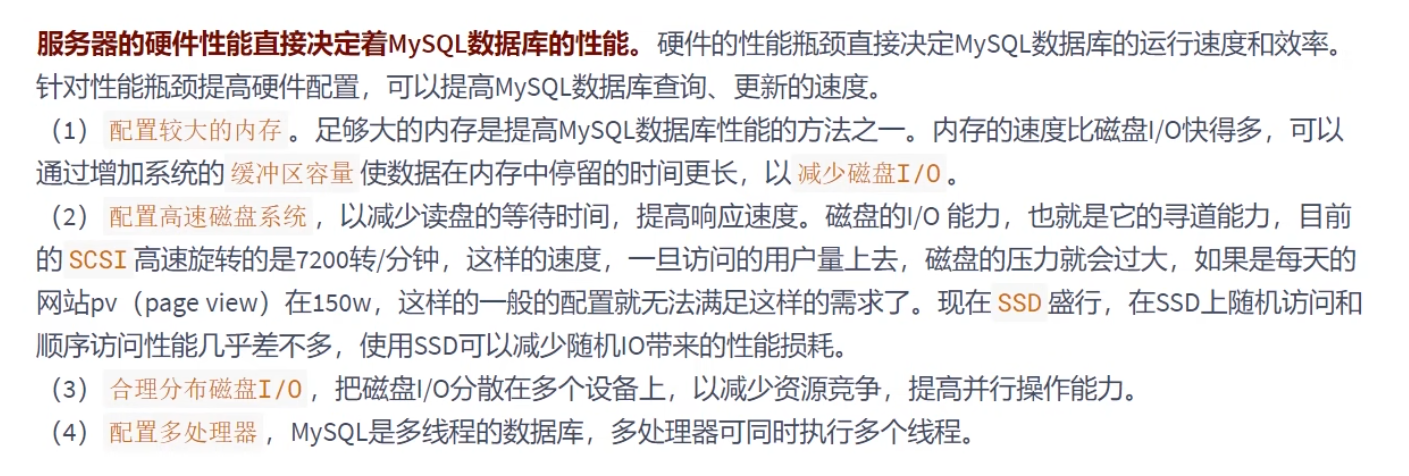 服务器的硬件性能直接决定着MySQL数据库的性能。硬件的性能瓶颈直接决定MySQL数据库的运行速度和效率。
针对性能瓶颈提高硬件配置，可以提高MySQL数据库查询、更新的速度。
（1）配置较大的内存。足够大的内存是提高MySQL数据库性能的方法之一。内存的速度比磁盘I/O快得多，可以
通过增加系统的缓冲区容量使数据在内存中停留的时间更长，以减少磁盘I/O。
（2）配置高速磁盘系统，以减少读盘的等待时间，提高响应速度。磁盘的I/O 能力，也就是它的寻道能力，目前
的SCSI高速旋转的是7200转/分钟，这样的速度，一旦访问的用户量上去，磁盘的压力就会过大，如果是每天的
网站pv（page view）在150w，这样的一般的配置就无法满足这样的需求了。现在SSD盛行，在SSD上随机访问和
顺序访问性能几乎差不多，使用SSD可以减少随机IO带来的性能损耗。
（3）合理分布磁盘I/O，把磁盘I/O分散在多个设备上，以减少资源竞争，提高并行操作能力。
（4）配置多处理器，MySQL是多线程的数据库，多处理器可同时执行多个线程。